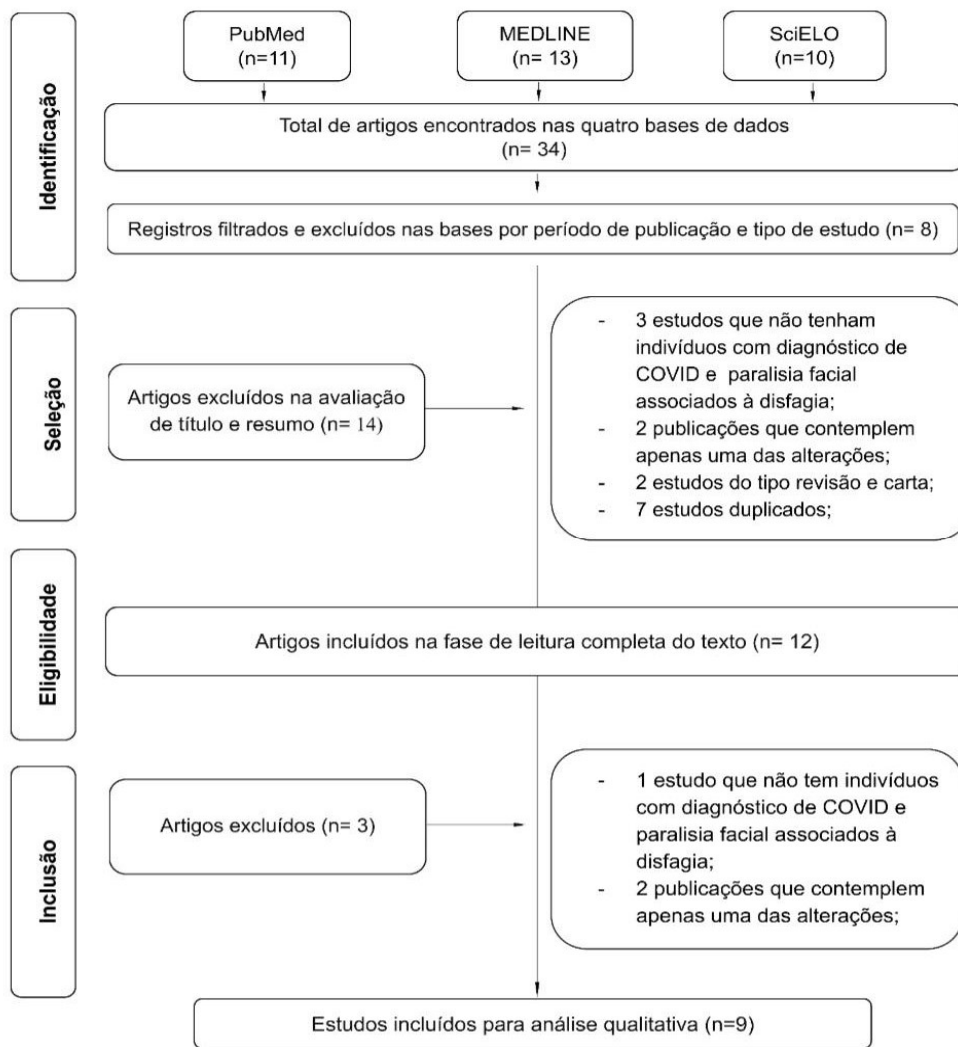 PubMed
(n=11)
MEDLINE
(n= 13)
SciELO
(n=10)
Identificação
Total de artigos encontrados nas quatro bases de dados
(n= 34)
Registros filtrados e excluídos nas bases por período de publicação e tipo de estudo (n= 8)
Seleção
Artigos excluídos na avaliação
de título e resumo (n= 14)
- 3 estudos que não tenham
indivíduos com diagnóstico de
COVID e paralisia facial
associados à disfagia;
- 2 publicações que contemplem
apenas uma das alterações;
- 2 estudos do tipo revisão e carta;
- 7 estudos duplicados;
Eligibilidade
Artigos incluídos na fase de leitura completa do texto (n= 12)
Inclusão
Artigos excluídos (n= 3)
- 1 estudo que não tem indivíduos
com diagnóstico de COVID e
paralisia facial associados à
disfagia;
- 2 publicações que contemplem
apenas uma das alterações;
Estudos incluídos para análise qualitativa (n=9)